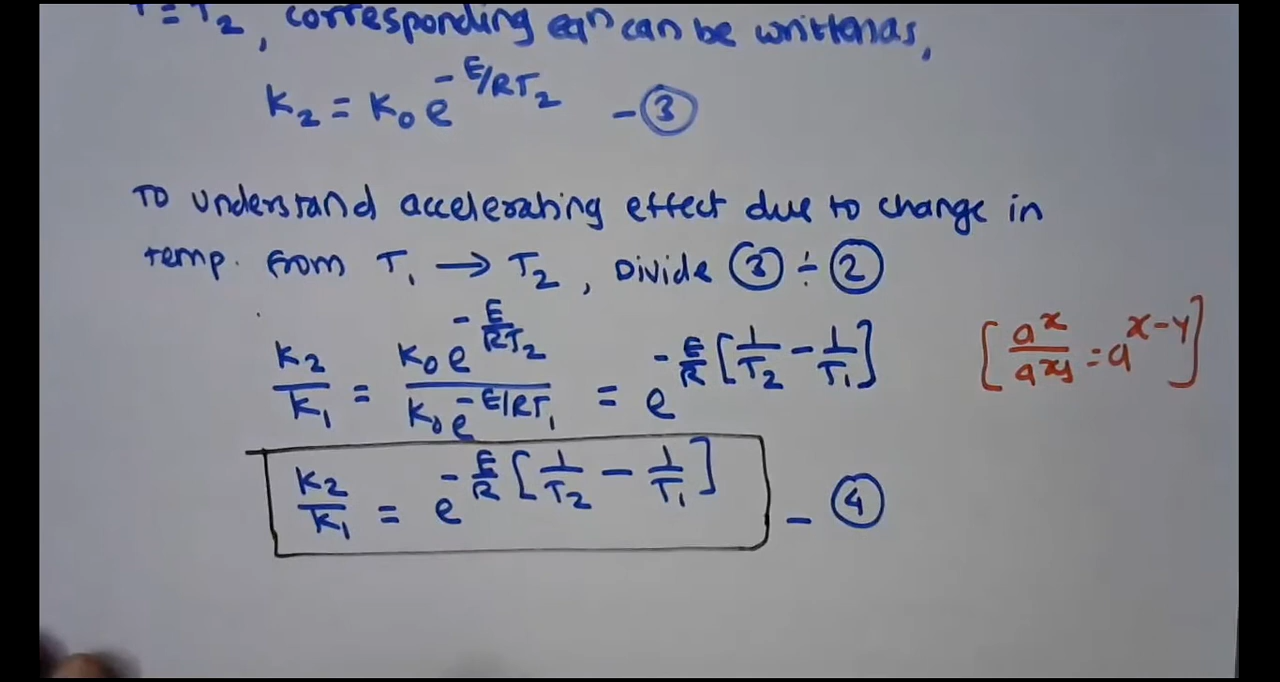 T = T₂, corresponding eqⁿ can be written as,
K₂ = K₀ e^(-E/RT₂) - ③
To understand accelerating effect due to change in
temp. from T₁ → T₂, Divide ③ ÷ ②
K₂/K₁ = K₀ e^(-E/RT₂) / K₀ e^(-E/RT₁) = e^(-E/R [1/T₂ - 1/T₁])
[a^x/a^y = a^(x-y)]
K₂/K₁ = e^(-E/R [1/T₂ - 1/T₁]) - ④